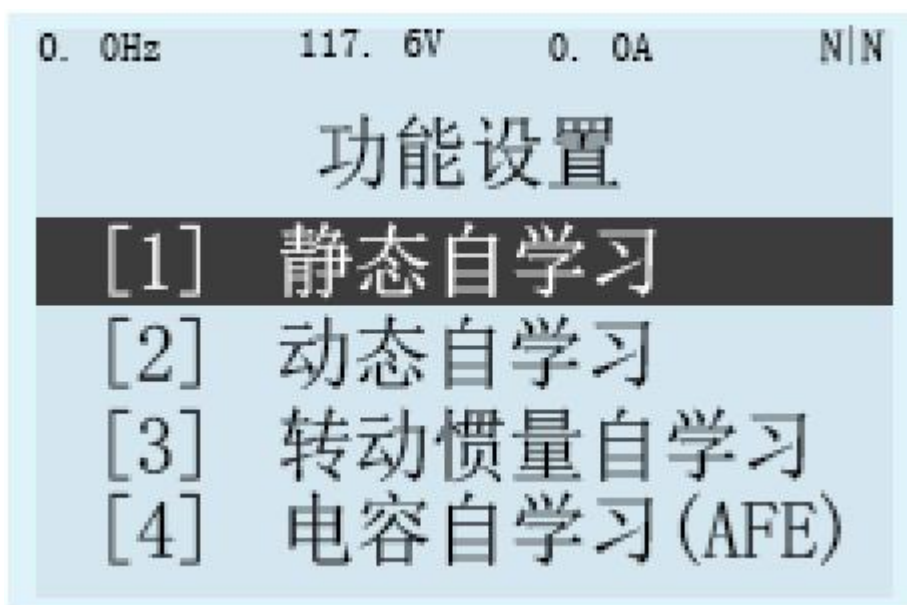 0. 0Hz 117. 6V 0. 0A N|N
功能设置
[1] 静态自学习
[2] 动态自学习
[3] 转动惯量自学习
[4] 电容自学习(AFE)